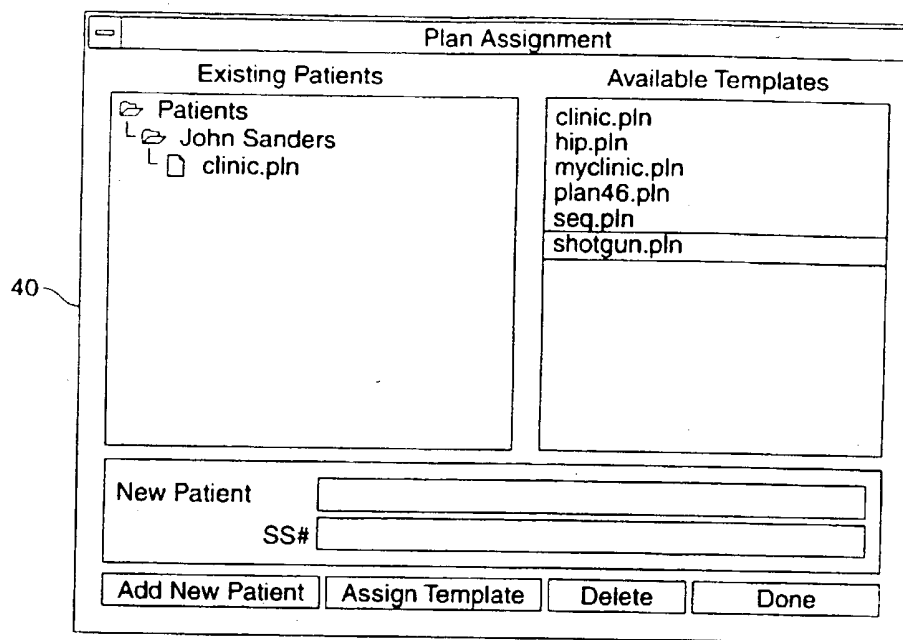 Plan Assignment
Existing Patients
Available Templates
Patients
John Sanders
clinic.pln
clinic.pln
hip.pln
myclinic.pln
plan46.pln
seq.pln
shotgun.pln
40
New Patient
SS#
Add New Patient
Assign Template
Delete
Done